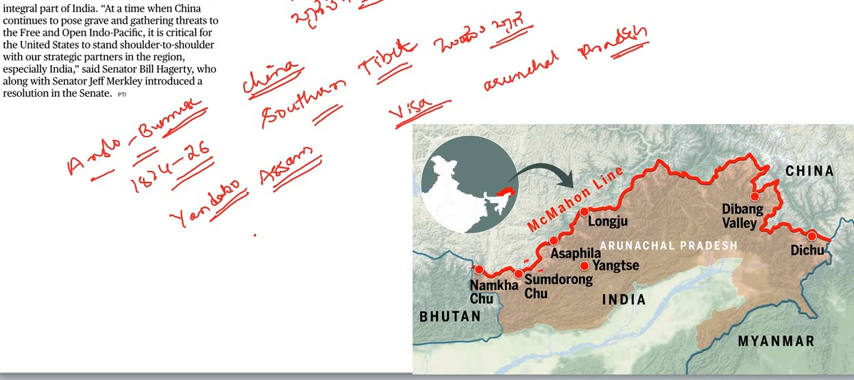 integral part of India. “At a time when China
continues to pose grave and gathering threats to
the Free and Open Indo-Pacific, it is critical for
the United States to stand shoulder-to-shoulder
with our strategic partners in the region,
especially India,” said Senator Bill Hagerty, who
along with Senator Jeff Merkley introduced a
resolution in the Senate. PTI
China
Southern Tibet
Visa
arunachal Pradesh
Anglo-Burmese
1824-26
Yandabo Assam
McMahon Line
CHINA
Longju
Dibang
Valley
ARUNACHAL PRADESH
Dichu
Asaphila
Yangtse
Namkha
Chu
Sumdorong
Chu
INDIA
BHUTAN
MYANMAR